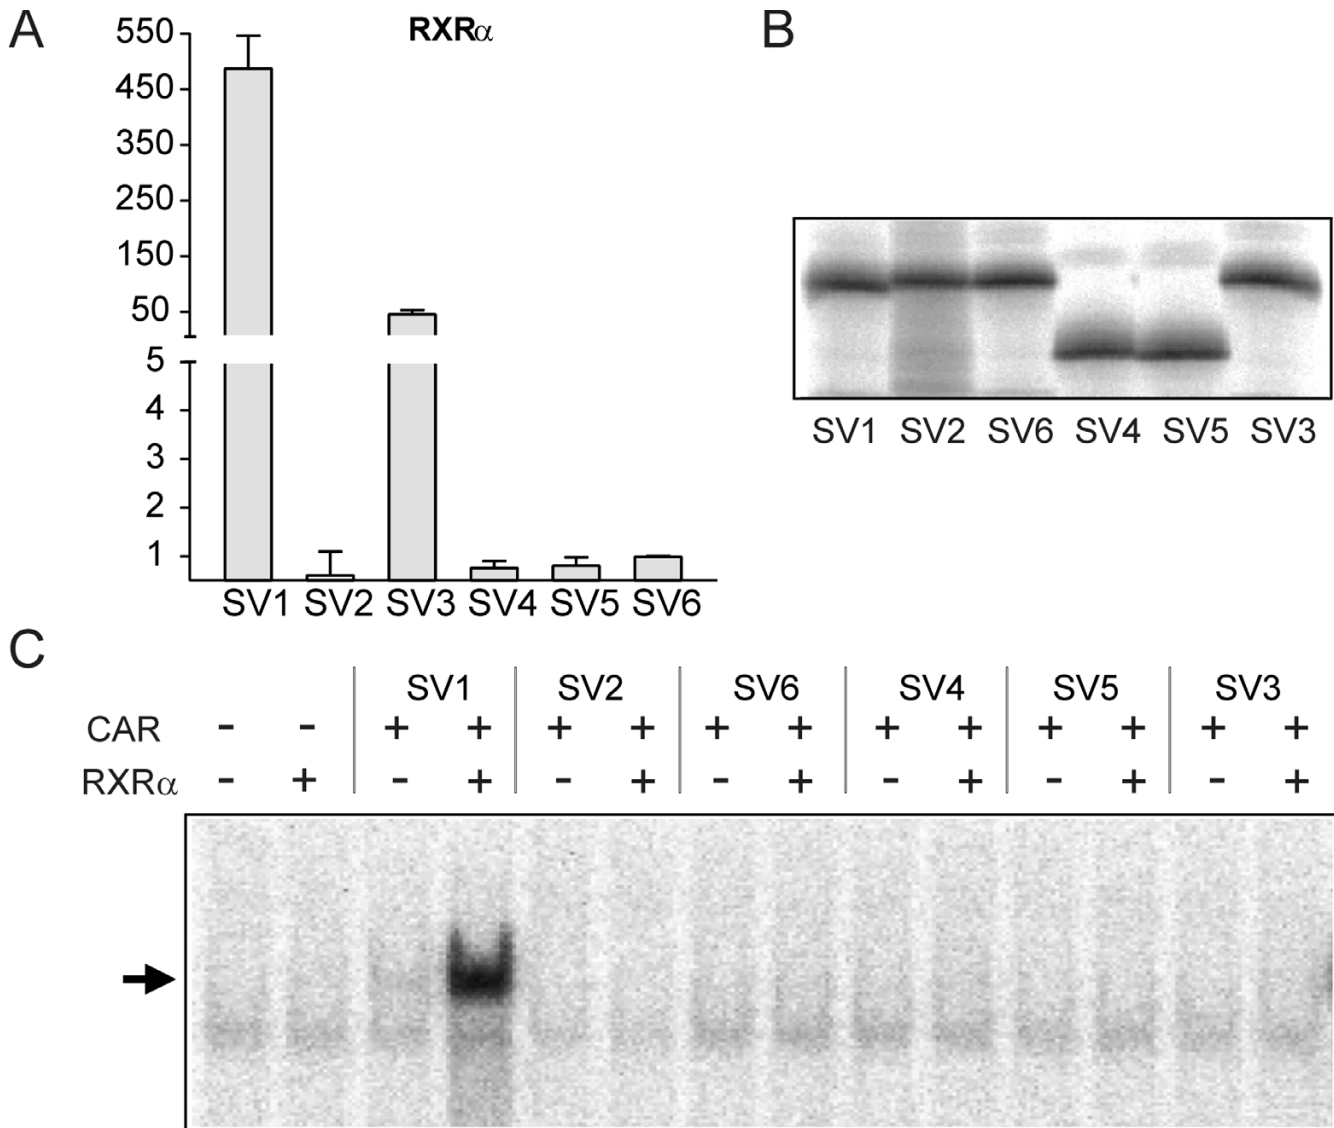 A
RXRα
550
450
350
250
150
50
5
4
3
2
1
SV1 SV2 SV3 SV4 SV5 SV6
B
SV1 SV2 SV6 SV4 SV5 SV3
C
SV1 SV2 SV6 SV4 SV5 SV3
CAR - - + + + + + + + + + + + +
RXRα - + - + - + - + - + - + - +